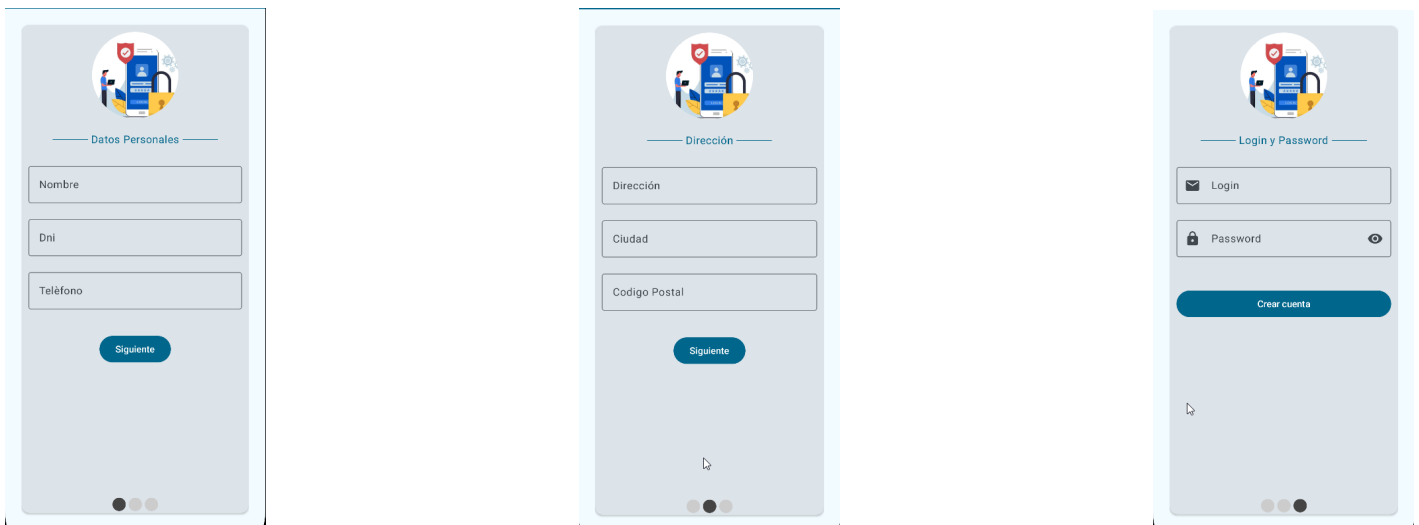 Datos Personales
Nombre
Dni
Telèfono
Siguiente
Dirección
Dirección
Ciudad
Codigo Postal
Siguiente
Login y Password
Login
Password
Crear cuenta